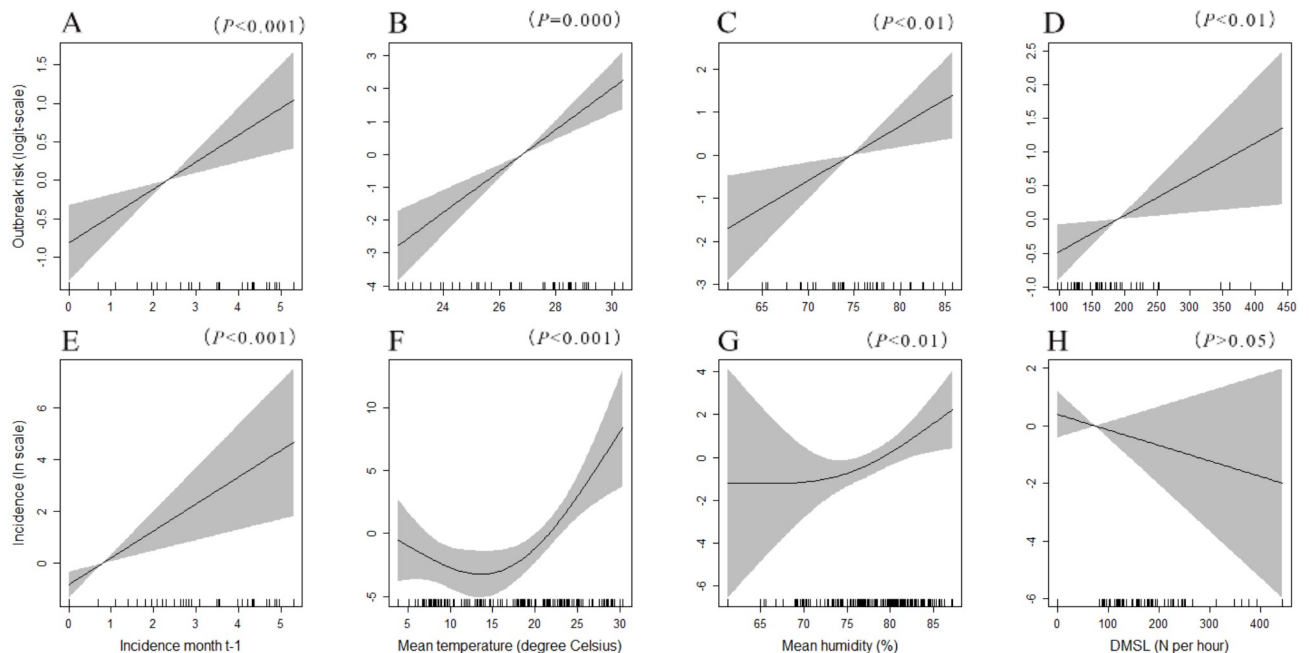 A
(P<0.001)
Outbreak risk (logit-scale)
1.5
1.0
0.5
0.0
-0.5
-1.0
0 1 2 3 4 5
B
(P=0.000)
3
2
1
0
-1
-2
-3
-4
24 26 28 30
C
(P<0.01)
2
1
0
-1
-2
-3
65 70 75 80 85
D
(P<0.01)
2.5
2.0
1.5
1.0
0.5
0.0
-0.5
-1.0
100 150 200 250 300 350 400 450
E
(P<0.001)
Incidence (ln scale)
6
4
2
0
0 1 2 3 4 5
Incidence month t-1
F
(P<0.001)
10
5
0
-5
5 10 15 20 25 30
Mean temperature (degree Celsius)
G
(P<0.01)
4
2
0
-2
-4
-6
65 70 75 80 85
Mean humidity (%)
H
(P>0.05)
2
0
-2
-4
-6
0 100 200 300 400
DMSL (N per hour)